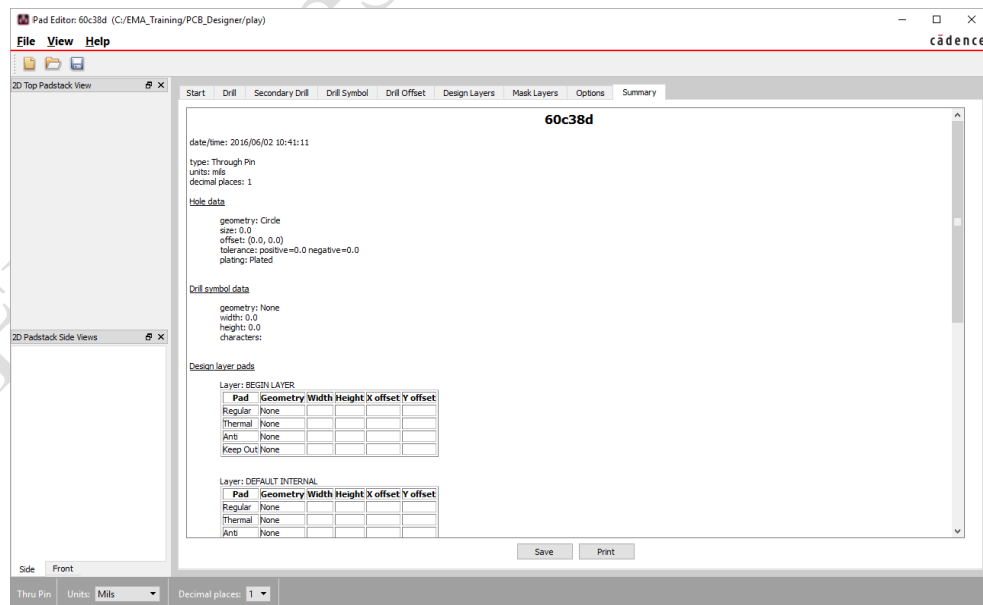 Pad Editor: 60c38d (C:/EMA_Training/PCB_Designer/play)
File View Help
cādence
2D Top Padstack View
Start Drill Secondary Drill Drill Symbol Drill Offset Design Layers Mask Layers Options Summary
60c38d
date/time: 2016/06/02 10:41:11
type: Through Pin
units: mils
decimal places: 1
Hole data
geometry: Circle
size: 0.0
offset: (0.0, 0.0)
tolerance: positive=0.0 negative=0.0
plating: Plated
Drill symbol data
geometry: None
width: 0.0
height: 0.0
characters:
2D Padstack Side Views
Design layer pads
Layer: BEGIN LAYER
Pad Geometry Width Height X offset Y offset
Regular None
Thermal None
Anti None
Keep Out None
Layer: DEFAULT INTERNAL
Pad Geometry Width Height X offset Y offset
Regular None
Thermal None
Anti None
Save Print
Side Front
Thru Pin Units: Mils Decimal places: 1